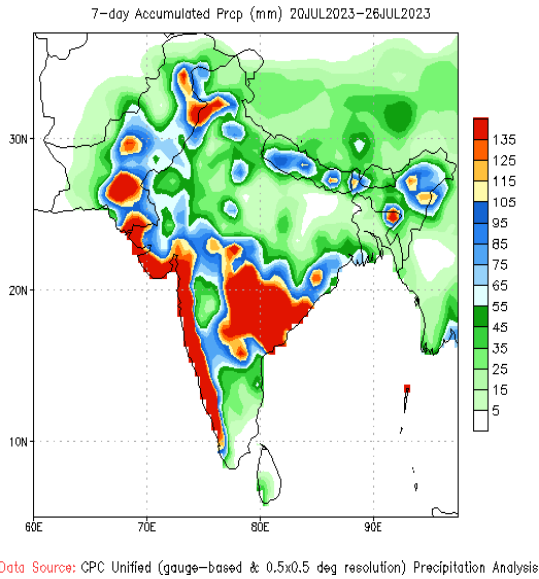 7-day Accumulated Prcp (mm) 20JUL2023-26JUL2023
30N
20N
10N
60E
70E
80E
90E
135
125
115
105
95
85
75
65
55
45
35
25
15
5
Data Source: CPC Unified (gauge-based & 0.5x0.5 deg resolution) Precipitation Analysis